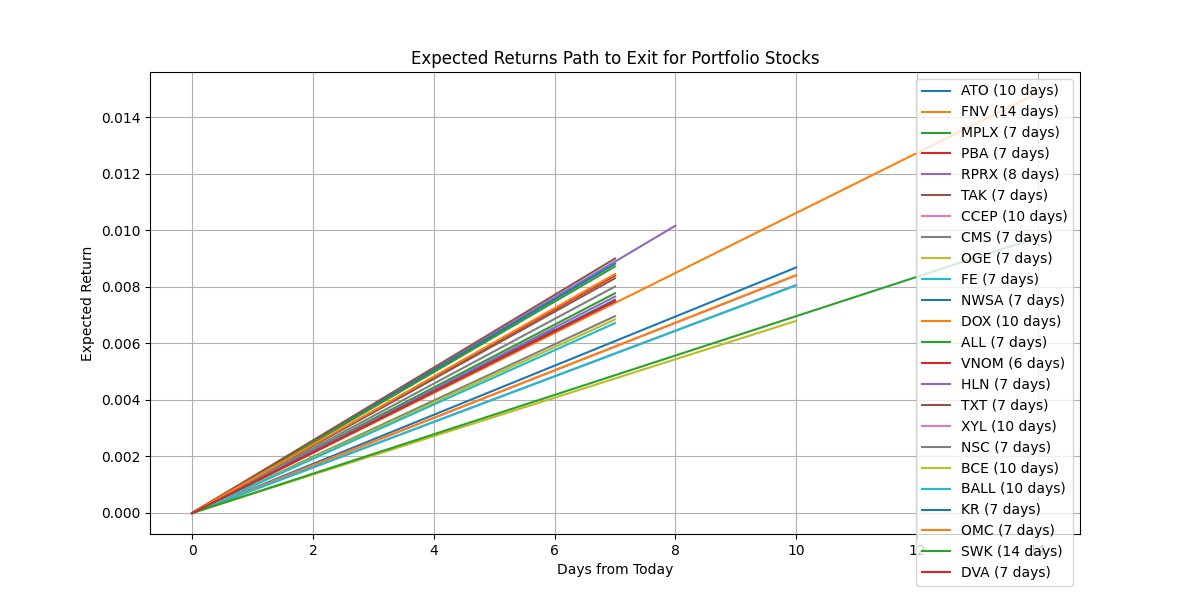 Expected Returns Path to Exit for Portfolio Stocks
Expected Return
0.014
0.012
0.010
0.008
0.006
0.004
0.002
0.000
0
2
4
6
8
10
Days from Today
ATO (10 days)
FNV (14 days)
MPLX (7 days)
PBA (7 days)
RPRX (8 days)
TAK (7 days)
CCEP (10 days)
CMS (7 days)
OGE (7 days)
FE (7 days)
NWSA (7 days)
DOX (10 days)
ALL (7 days)
VNOM (6 days)
HLN (7 days)
TXT (7 days)
XYL (10 days)
NSC (7 days)
BCE (10 days)
BALL (10 days)
KR (7 days)
OMC (7 days)
SWK (14 days)
DVA (7 days)